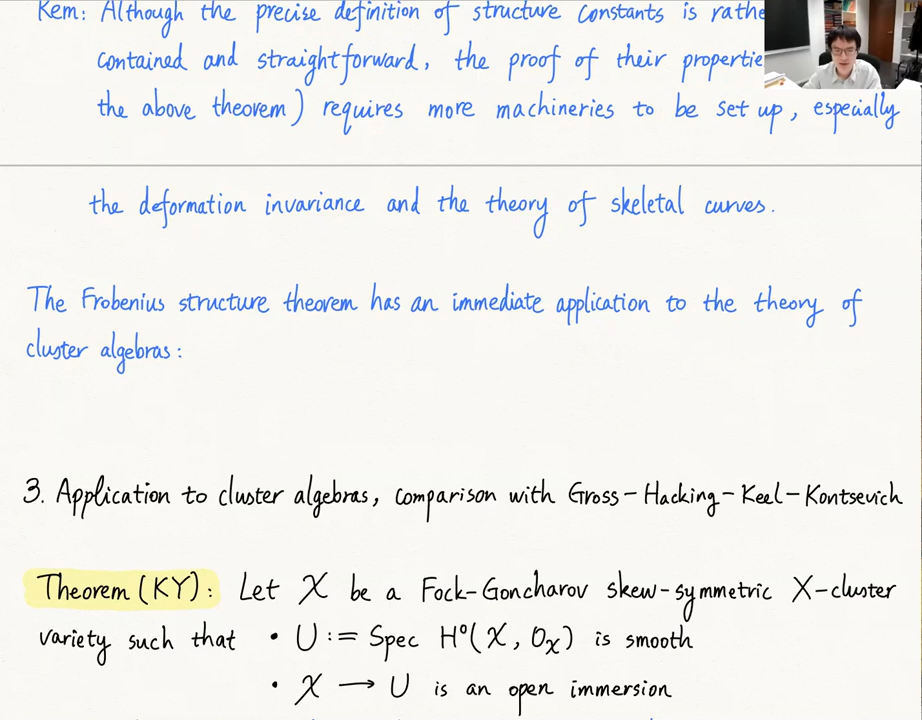 Rem: Although the precise definition of structure constants is
contained and straightforward, the proof of their
the above theorem) requires more machineries to be set up, especially
the deformation invariance and the theory of skeletal curves.
The Frobenius structure theorem has an immediate application to the theory of
cluster algebras:
3. Application to cluster algebras, comparison with Gross-Hacking-Keel-Kontsevich
Theorem (KY): Let X be a Fock-Goncharov skew-symmetric X-cluster
variety such that • U := Spec H⁰(X, O_X) is smooth
• X ⟶ U is an open immersion